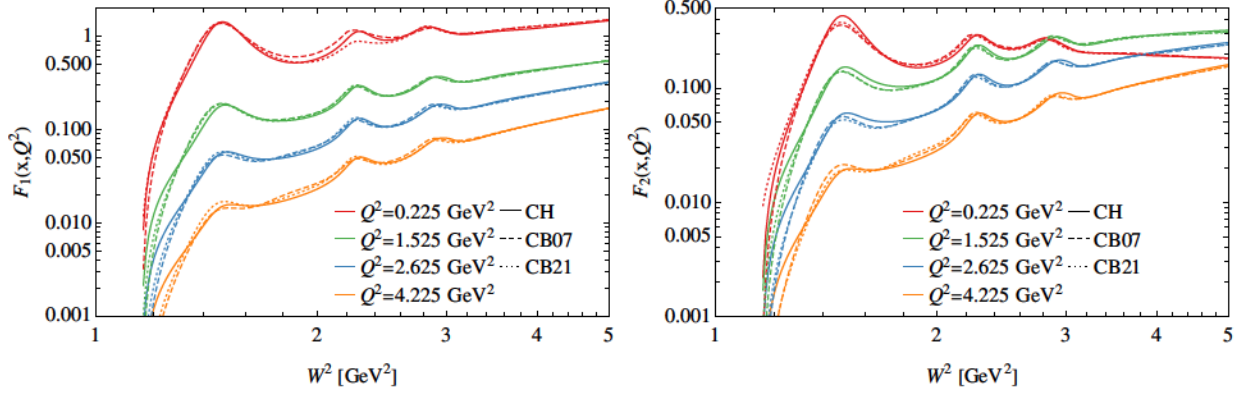 1
0.500
0.100
0.050
0.010
0.005
0.001
F₁(x,Q²)
Q²=0.225 GeV² CH
Q²=1.525 GeV² CB07
Q²=2.625 GeV² CB21
Q²=4.225 GeV²
1 2 3 4 5
W² [GeV²]
0.500
0.100
0.050
0.010
0.005
0.001
F₂(x,Q²)
Q²=0.225 GeV² CH
Q²=1.525 GeV² CB07
Q²=2.625 GeV² CB21
Q²=4.225 GeV²
1 2 3 4 5
W² [GeV²]